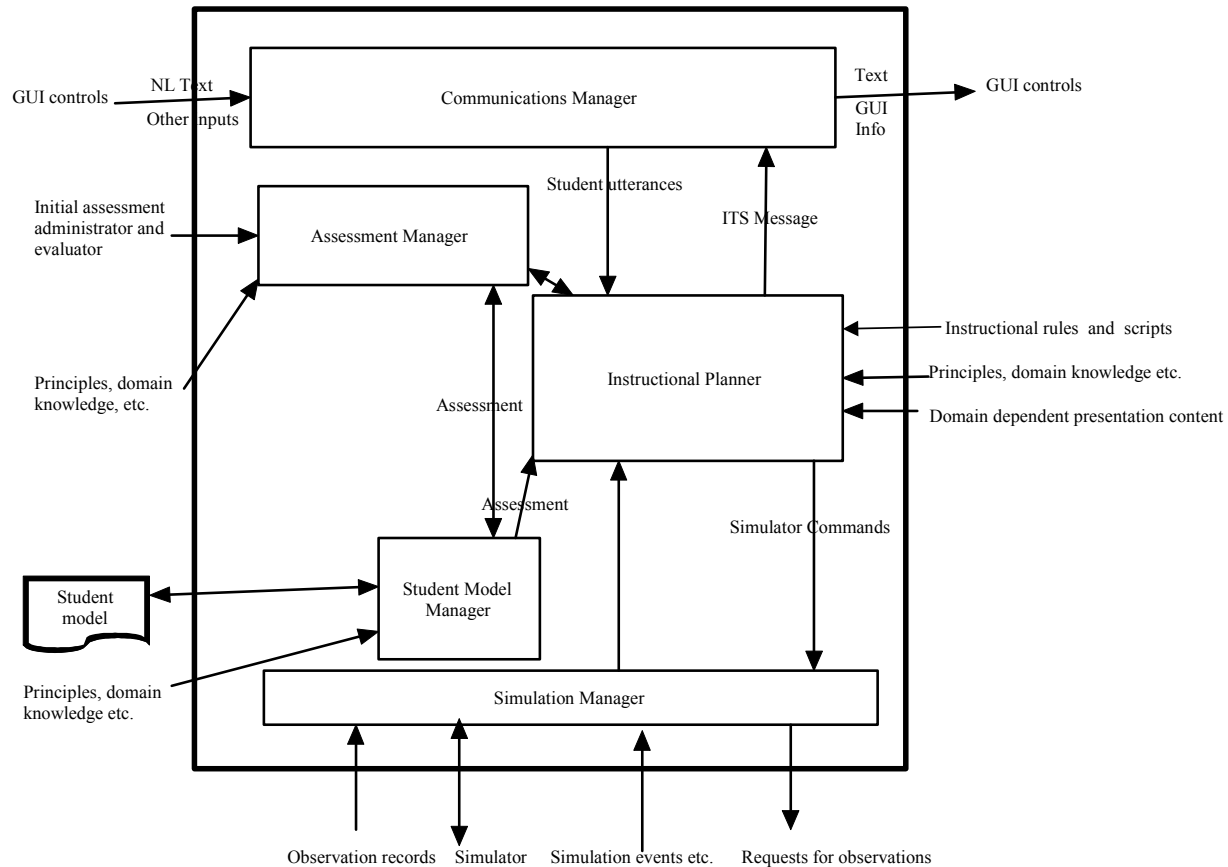 NL Text
Text
GUI controls
GUI controls
Communications Manager
Other inputs
GUI
Info
Student utterances
Initial assessment
administrator and
evaluator
ITS Message
Assessment Manager
Instructional rules and scripts
Principles, domain knowledge etc.
Instructional Planner
Principles, domain
knowledge, etc.
Assessment
Domain dependent presentation content
Assessment
Simulator Commands
Student
model
Student Model
Manager
Principles, domain
knowledge etc.
Simulation Manager
Observation records
Simulator
Simulation events etc.
Requests for observations